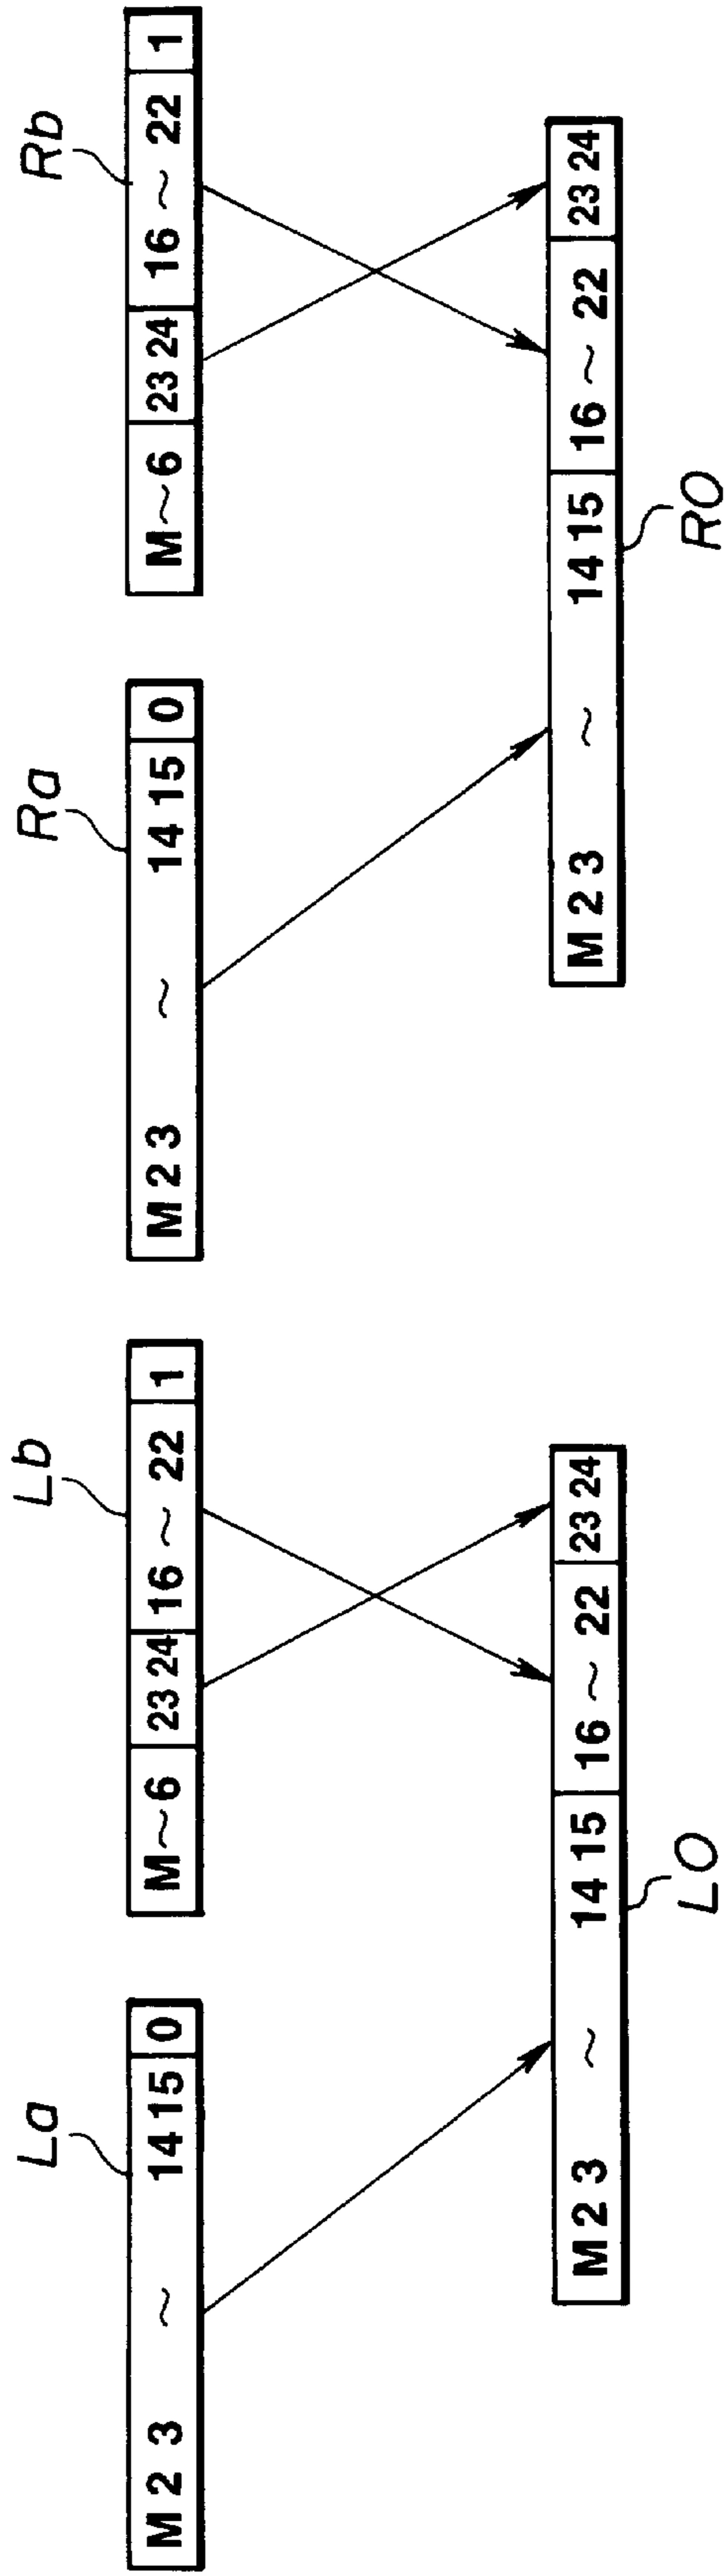 La
M 2 3 ~ 14 15 0
Lb
M~6 23 24 16 ~ 22 1
Ra
M 2 3 ~ 14 15 0
Rb
M~6 23 24 16 ~ 22 1
M 2 3 ~ 14 15 16 ~ 22 23 24
LO
M 2 3 ~ 14 15 16 ~ 22 23 24
RO